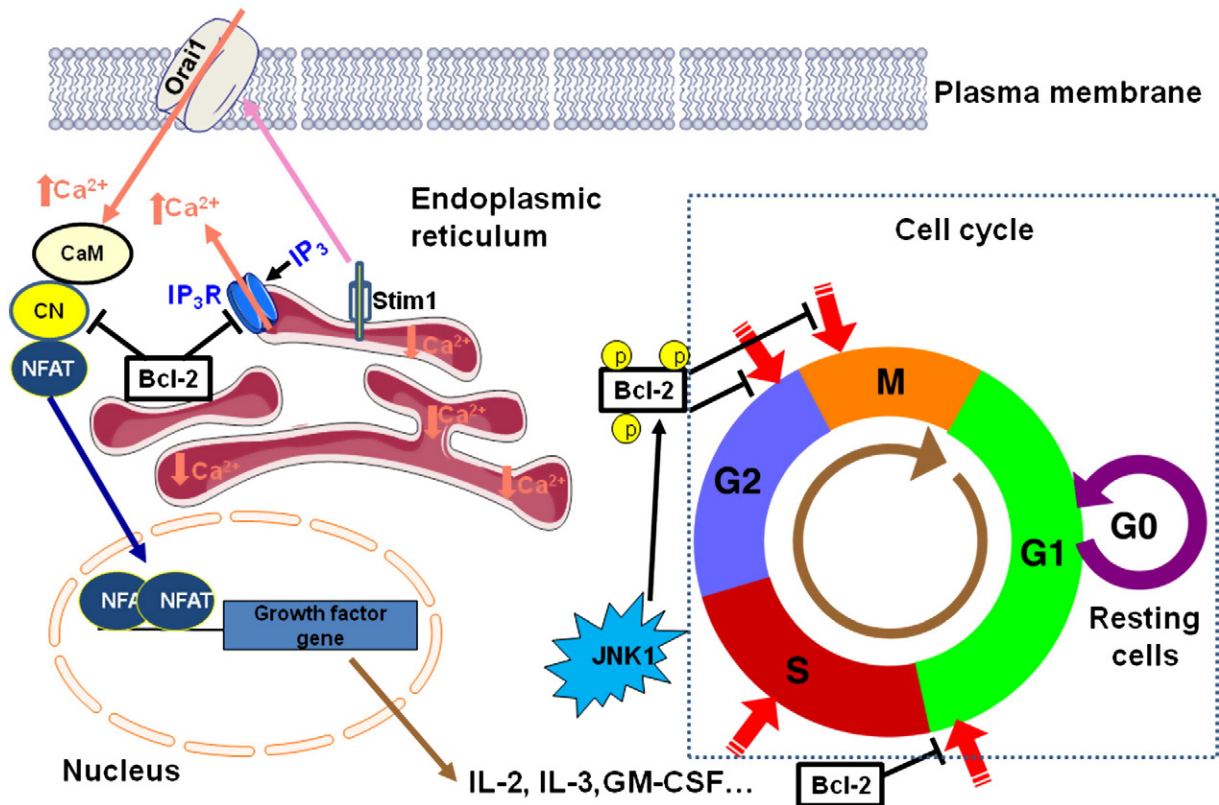 Orai1
Plasma membrane
Ca²⁺
Ca²⁺
Endoplasmic
reticulum
Cell cycle
CaM
IP₃
IP₃R
Stim1
CN
Ca²⁺
NFAT
Bcl-2
p
p
Bcl-2
p
M
Ca²⁺
Ca²⁺
Ca²⁺
G2
G1
G0
Resting
cells
NFA
NFAT
Growth factor
gene
JNK1
S
Nucleus
IL-2, IL-3,GM-CSF...
Bcl-2